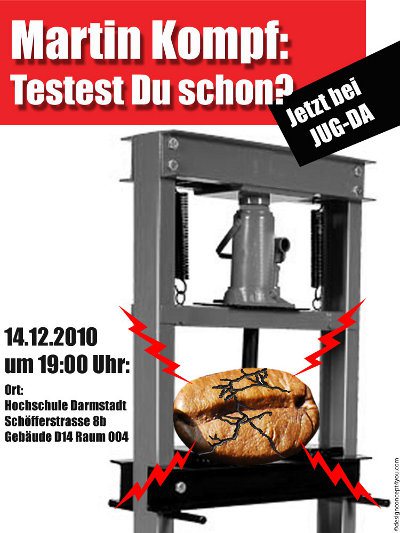 Martin Kompf:
Testest Du schon?
Jetzt bei
JUG-DA
14.12.2010
um 19:00 Uhr:
Ort:
Hochschule Darmstadt
Schöfferstrasse 8b
Gebäude D14 Raum 004